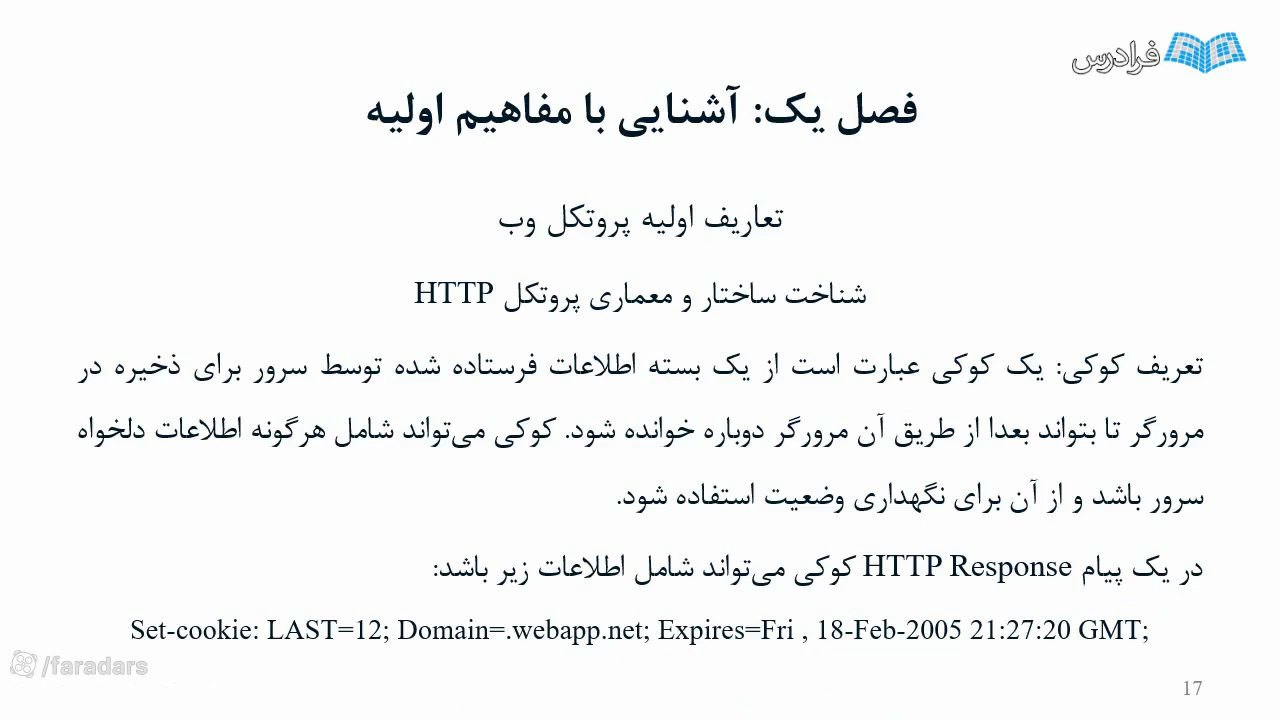 فرادرس
فصل یک: آشنایی با مفاهیم اولیه
تعاریف اولیه پروتکل وب
شناخت ساختار و معماری پروتکل HTTP
تعریف کوکی: یک کوکی عبارت است از یک بسته اطلاعات فرستاده شده توسط سرور برای ذخیره در
مرورگر تا بتواند بعدا از طریق آن مرورگر دوباره خوانده شود. کوکی می‌تواند شامل هرگونه اطلاعات دلخواه
سرور باشد و از آن برای نگهداری وضعیت استفاده شود.
در یک پیام HTTP Response کوکی می‌تواند شامل اطلاعات زیر باشد:
Set-cookie: LAST=12; Domain=.webapp.net; Expires=Fri , 18-Feb-2005 21:27:20 GMT;
/faradars
17